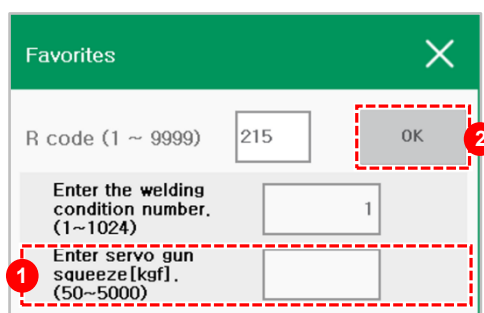 Favorites
R code (1 ~ 9999) 215 OK
2
Enter the welding
condition number.
(1~1024)
1
Enter servo gun
squeeze[kgf].
(50~5000)
1